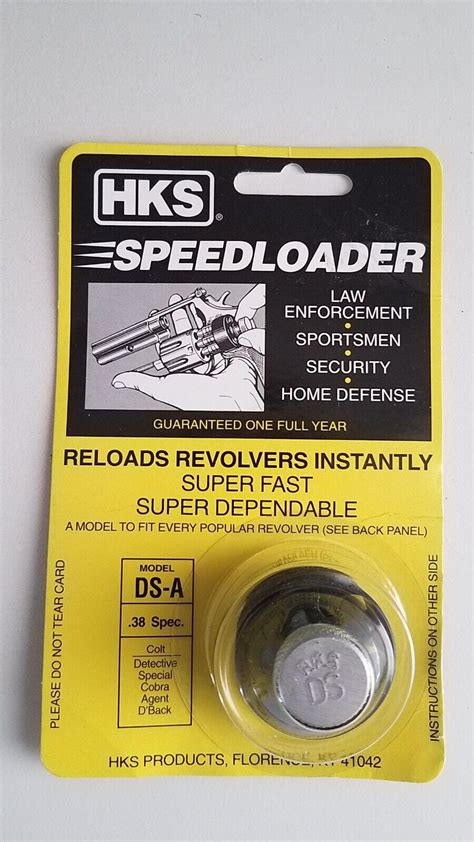 HKS®
SPEEDLOADER
LAW
ENFORCEMENT
•
SPORTSMEN
•
SECURITY
•
HOME DEFENSE
GUARANTEED ONE FULL YEAR
RELOADS REVOLVERS INSTANTLY
SUPER FAST
SUPER DEPENDABLE
A MODEL TO FIT EVERY POPULAR REVOLVER (SEE BACK PANEL)
PLEASE DO NOT TEAR CARD
MODEL
DS-A
.38 Spec.
Colt
Detective
Special
Cobra
Agent
D'Back
HKS
DS
INSTRUCTIONS ON OTHER SIDE
HKS PRODUCTS, FLORENCE, KY 41042